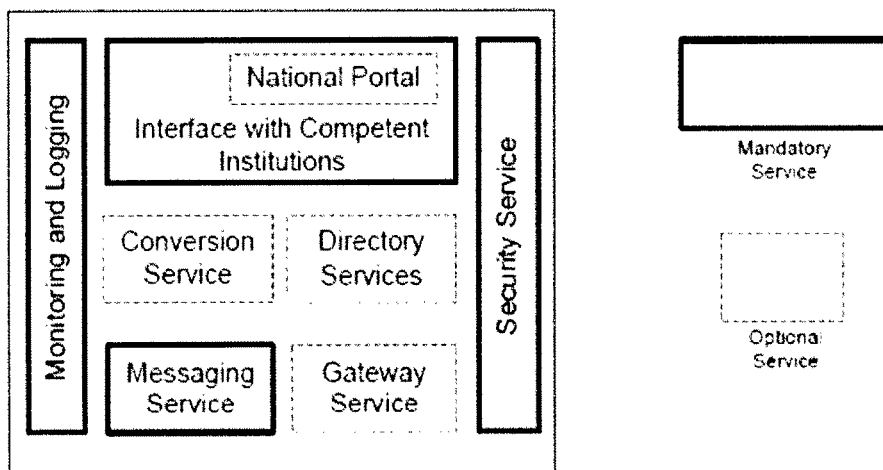 Monitoring and Logging
National Portal
Interface with Competent
Institutions
Conversion
Service
Directory
Services
Messaging
Service
Gateway
Service
Security Service
Mandatory
Service
Optional
Service